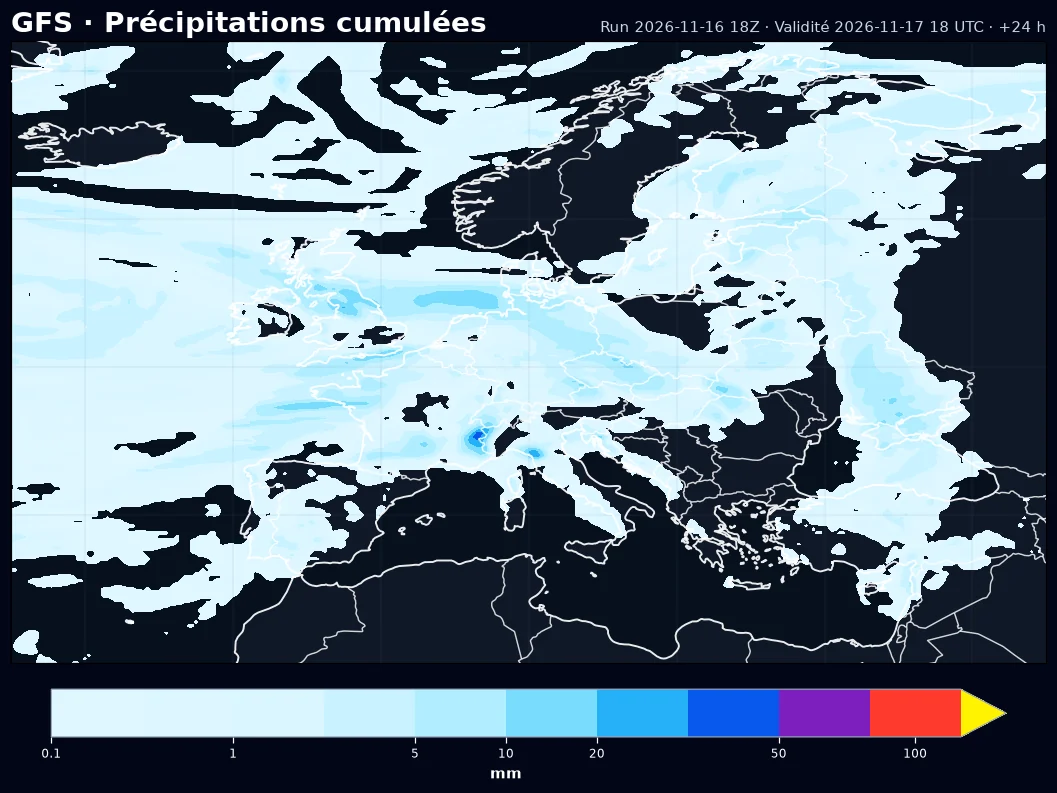 GFS · Précipitations cumulées
Run 2026-11-16 18Z · Validité 2026-11-17 18 UTC · +24 h
0.1 1 5 10 20 50 100
mm